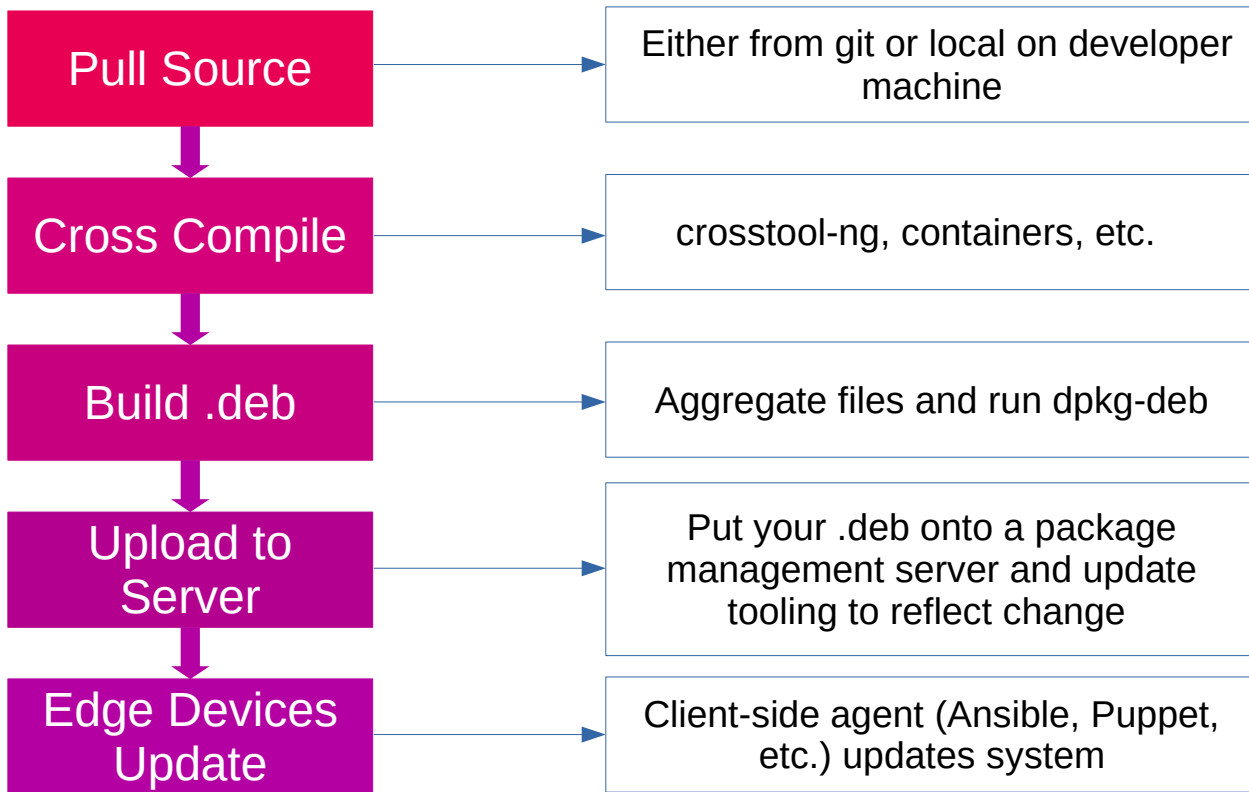 Pull Source
Either from git or local on developer
machine
Cross Compile
crosstool-ng, containers, etc.
Build .deb
Aggregate files and run dpkg-deb
Upload to
Server
Put your .deb onto a package
management server and update
tooling to reflect change
Edge Devices
Update
Client-side agent (Ansible, Puppet,
etc.) updates system